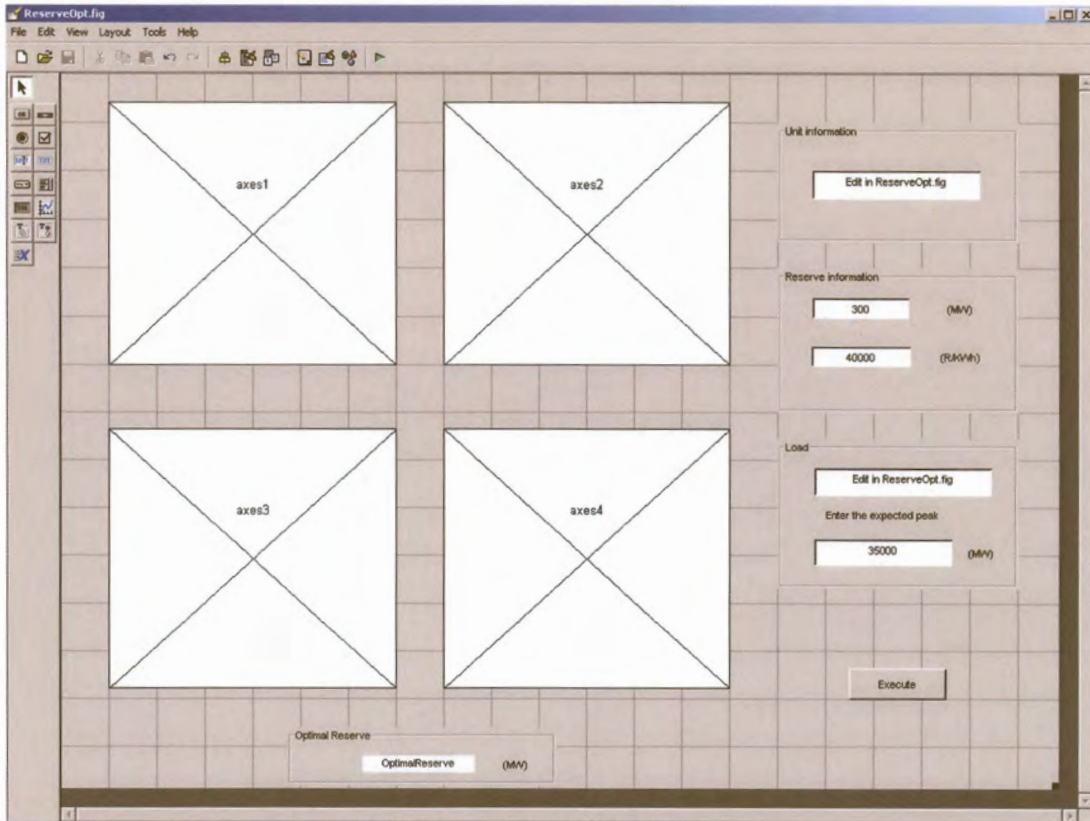 ReserveOpt.fig
File Edit View Layout Tools Help
axes1
axes2
Unit information
Edit in ReserveOpt.fig
Reserve information
300 (MW)
40000 (R/KWh)
axes3
axes4
Load
Edit in ReserveOpt.fig
Enter the expected peak
35000 (MW)
Execute
Optimal Reserve
OptimalReserve (MW)